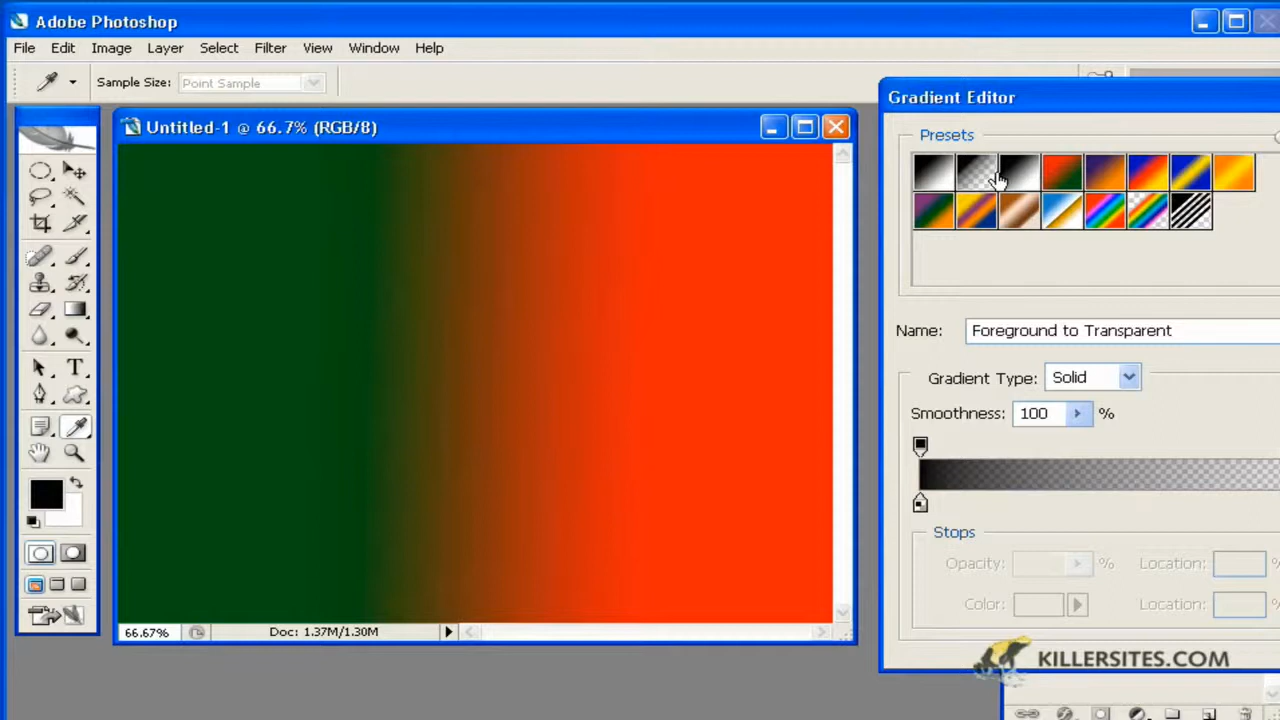 Adobe Photoshop
File Edit Image Layer Select Filter View Window Help
Sample Size: Point Sample
Gradient Editor
Untitled-1 @ 66.7% (RGB/8)
Presets
Name: Foreground to Transparent
Gradient Type: Solid
Smoothness: 100 %
T
Stops
Opacity: % Location: %
Color: Location: %
66.67% Doc: 1.37M/1.30M
KILLERSITES.COM